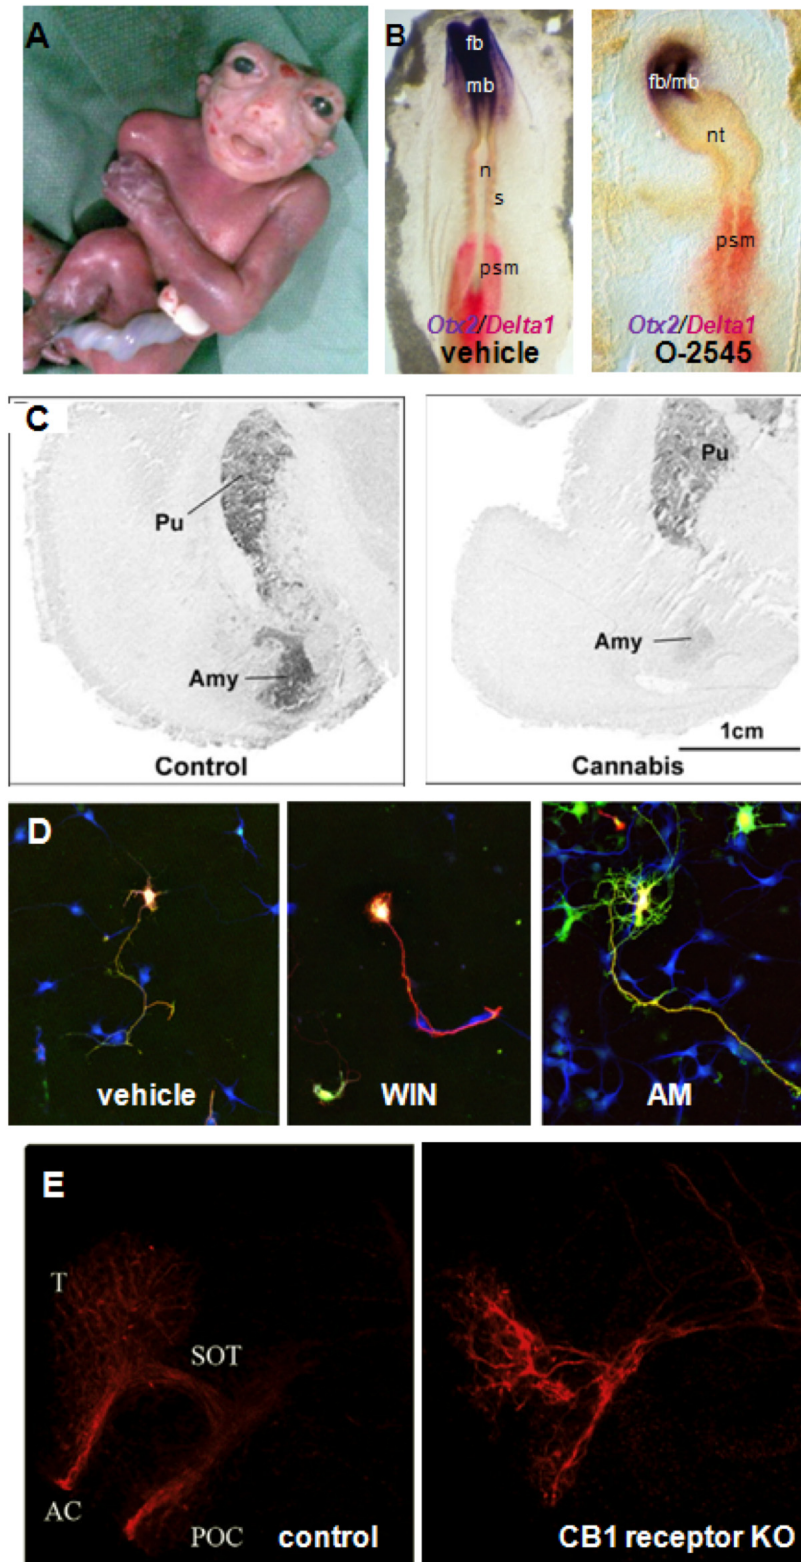 A
B
fb
mb
n
s
psm
Otx2/Delta1
vehicle
fb/mb
nt
psm
Otx2/Delta1
O-2545
C
Pu
Amy
Control
Pu
Amy
1cm
Cannabis
D
vehicle
WIN
AM
E
T
SOT
AC
POC
control
CB1 receptor KO